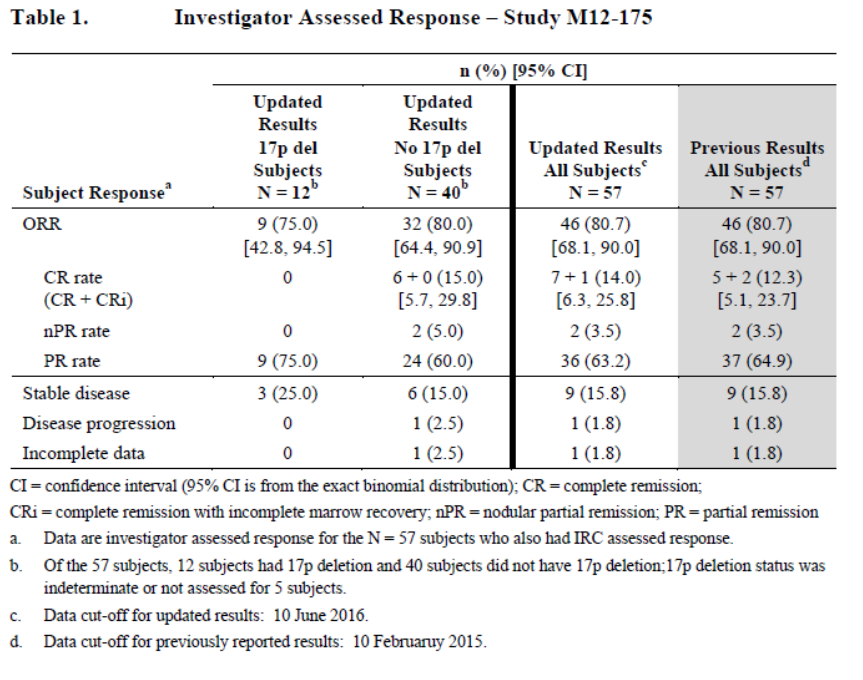 Table 1. Investigator Assessed Response – Study M12-175
n (%) [95% CI]
Subject Responseᵃ | Updated Results 17p del Subjects N = 12ᵇ | Updated Results No 17p del Subjects N = 40ᵇ | Updated Results All Subjectsᶜ N = 57 | Previous Results All Subjectsᵈ N = 57
ORR 9 (75.0) 32 (80.0) 46 (80.7) 46 (80.7)
[42.8, 94.5] [64.4, 90.9] [68.1, 90.0] [68.1, 90.0]
CR rate 0 6 + 0 (15.0) 7 + 1 (14.0) 5 + 2 (12.3)
(CR + CRi) [5.7, 29.8] [6.3, 25.8] [5.1, 23.7]
nPR rate 0 2 (5.0) 2 (3.5) 2 (3.5)
PR rate 9 (75.0) 24 (60.0) 36 (63.2) 37 (64.9)
Stable disease 3 (25.0) 6 (15.0) 9 (15.8) 9 (15.8)
Disease progression 0 1 (2.5) 1 (1.8) 1 (1.8)
Incomplete data 0 1 (2.5) 1 (1.8) 1 (1.8)
CI = confidence interval (95% CI is from the exact binomial distribution); CR = complete remission;
CRi = complete remission with incomplete marrow recovery; nPR = nodular partial remission; PR = partial remission
a. Data are investigator assessed response for the N = 57 subjects who also had IRC assessed response.
b. Of the 57 subjects, 12 subjects had 17p deletion and 40 subjects did not have 17p deletion;17p deletion status was
indeterminate or not assessed for 5 subjects.
c. Data cut-off for updated results: 10 June 2016.
d. Data cut-off for previously reported results: 10 Februaruy 2015.